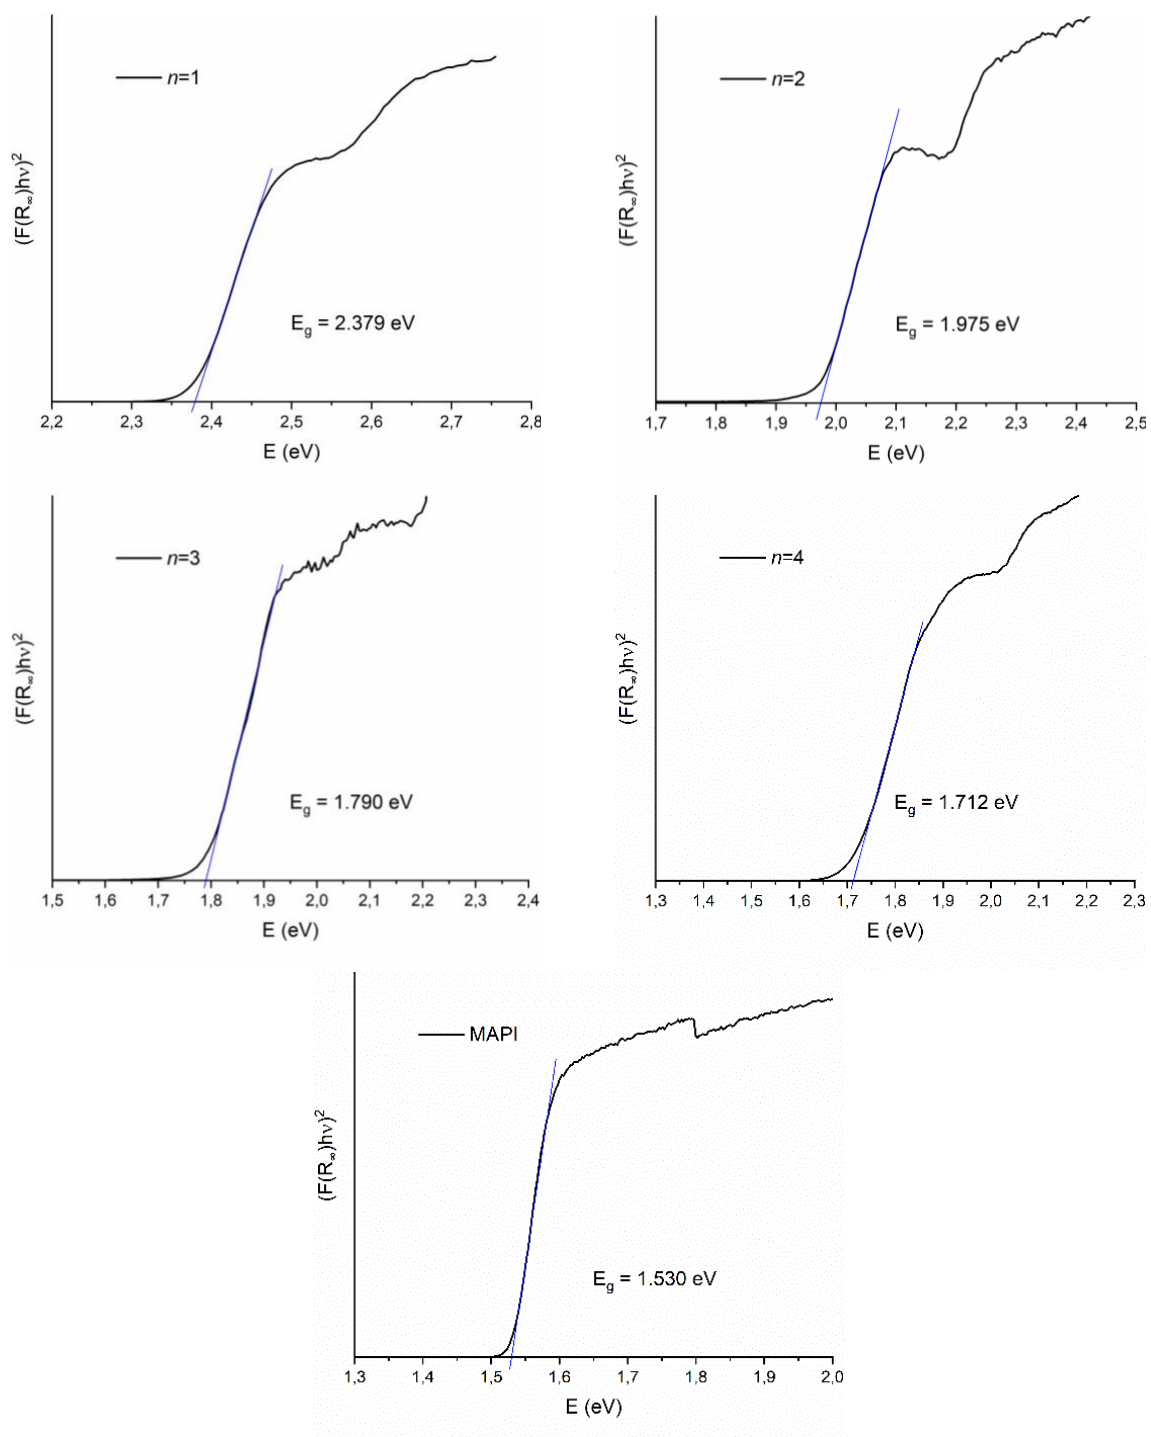 n=1
(F(R∞)hν)²
Eg = 2.379 eV
2,2 2,3 2,4 2,5 2,6 2,7 2,8
E (eV)
n=2
(F(R∞)hν)²
Eg = 1.975 eV
1,7 1,8 1,9 2,0 2,1 2,2 2,3 2,4 2,5
E (eV)
n=3
(F(R∞)hν)²
Eg = 1.790 eV
1,5 1,6 1,7 1,8 1,9 2,0 2,1 2,2 2,3 2,4
E (eV)
n=4
(F(R∞)hν)²
Eg = 1.712 eV
1,3 1,4 1,5 1,6 1,7 1,8 1,9 2,0 2,1 2,2 2,3
E (eV)
MAPI
(F(R∞)hν)²
Eg = 1.530 eV
1,3 1,4 1,5 1,6 1,7 1,8 1,9 2,0
E (eV)